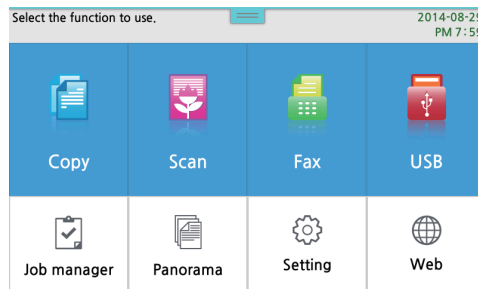 Select the function to use.
2014-08-29
PM 7:59
Copy
Scan
Fax
USB
Job manager
Panorama
Setting
Web